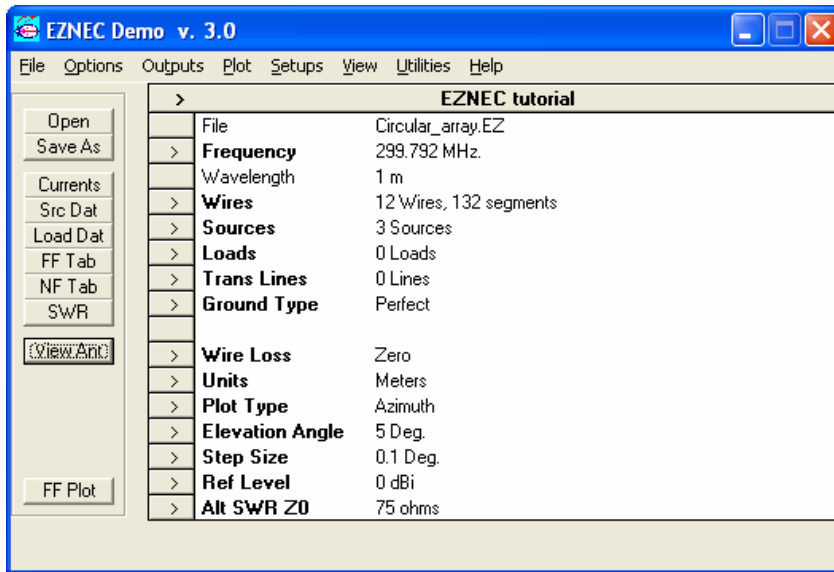 EZNEC Demo v. 3.0
File Options Outputs Plot Setups View Utilities Help
Open
Save As
Currents
Src Dat
Load Dat
FF Tab
NF Tab
SWR
View Ant
FF Plot
> EZNEC tutorial
File Circular_array.EZ
> Frequency 299.792 MHz.
Wavelength 1 m
> Wires 12 Wires, 132 segments
> Sources 3 Sources
> Loads 0 Loads
> Trans Lines 0 Lines
> Ground Type Perfect
> Wire Loss Zero
> Units Meters
> Plot Type Azimuth
> Elevation Angle 5 Deg.
> Step Size 0.1 Deg.
> Ref Level 0 dBi
> Alt SWR Z0 75 ohms